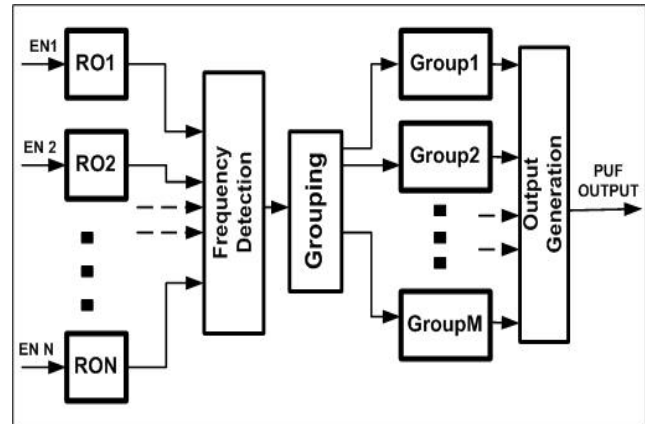 EN1
RO1
EN 2
RO2
EN N
RON
Frequency
Detection
Grouping
Group1
Group2
GroupM
Output
Generation
PUF
OUTPUT